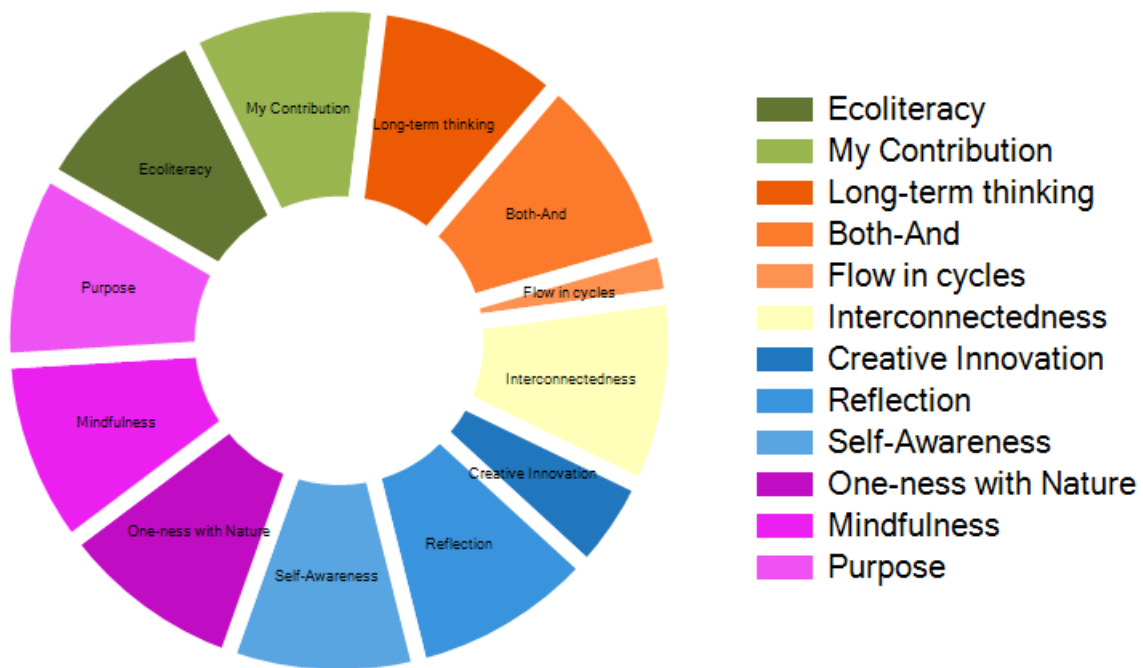 My Contribution
Long-term thinking
Ecoliteracy
Both-And
Purpose
Flow in cycles
Interconnectedness
Mindfulness
Creative Innovation
One-ness with Nature
Reflection
Self-Awareness
Ecoliteracy
My Contribution
Long-term thinking
Both-And
Flow in cycles
Interconnectedness
Creative Innovation
Reflection
Self-Awareness
One-ness with Nature
Mindfulness
Purpose